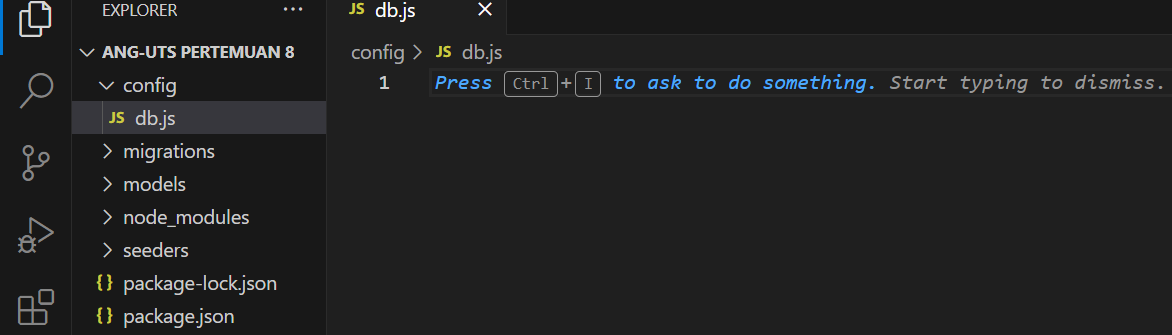 EXPLORER ···
JS db.js ×
ANG-UTS PERTEMUAN 8
config > JS db.js
config
1 Press Ctrl+I to ask to do something. Start typing to dismiss.
JS db.js
migrations
models
node_modules
seeders
{} package-lock.json
{} package.json